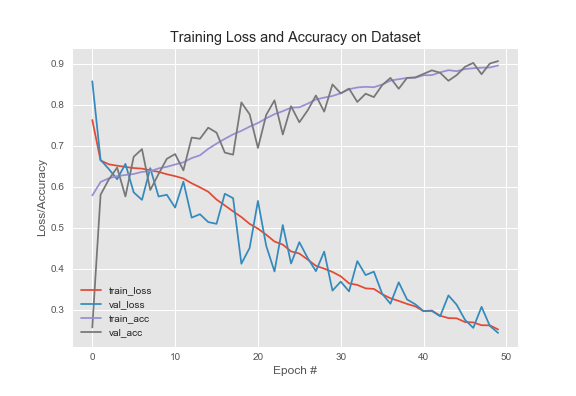 Training Loss and Accuracy on Dataset
0.9
0.8
0.7
0.6
0.5
0.4
0.3
Loss/Accuracy
train_loss
val_loss
train_acc
val_acc
0 10 20 30 40 50
Epoch #